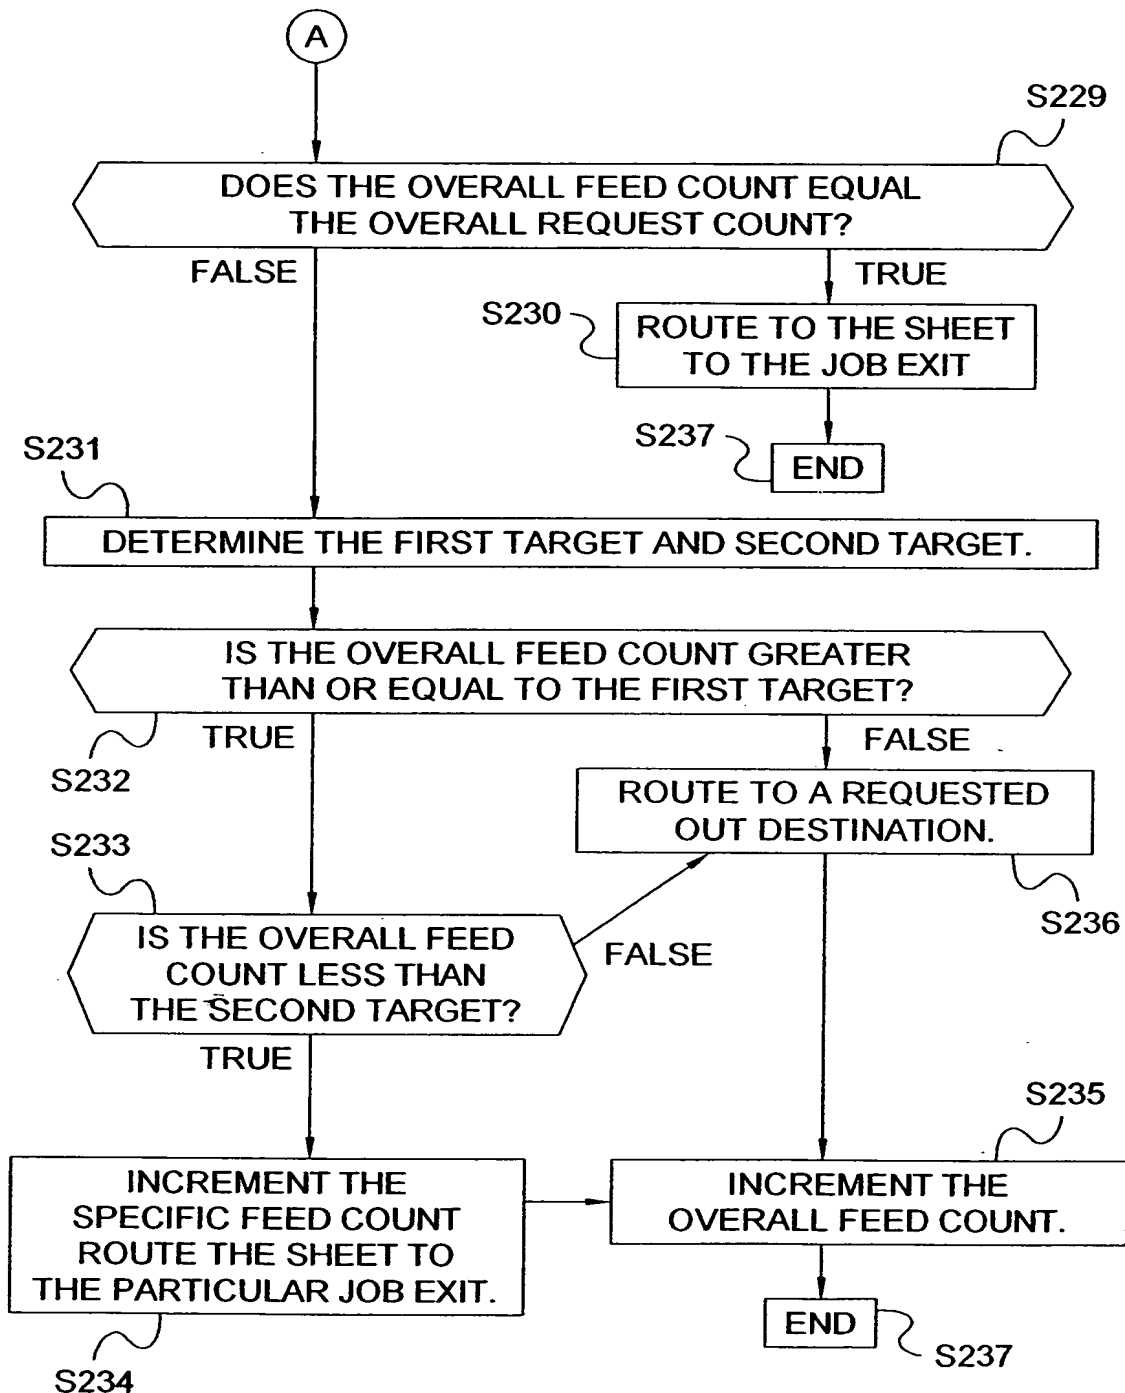 A
S229
DOES THE OVERALL FEED COUNT EQUAL
THE OVERALL REQUEST COUNT?
FALSE
TRUE
S230
ROUTE TO THE SHEET
TO THE JOB EXIT
S237
END
S231
DETERMINE THE FIRST TARGET AND SECOND TARGET.
IS THE OVERALL FEED COUNT GREATER
THAN OR EQUAL TO THE FIRST TARGET?
TRUE
FALSE
S232
ROUTE TO A REQUESTED
OUT DESTINATION.
S233
S236
IS THE OVERALL FEED
COUNT LESS THAN
THE SECOND TARGET?
FALSE
TRUE
S235
INCREMENT THE
SPECIFIC FEED COUNT
ROUTE THE SHEET TO
THE PARTICULAR JOB EXIT.
INCREMENT THE
OVERALL FEED COUNT.
END
S237
S234